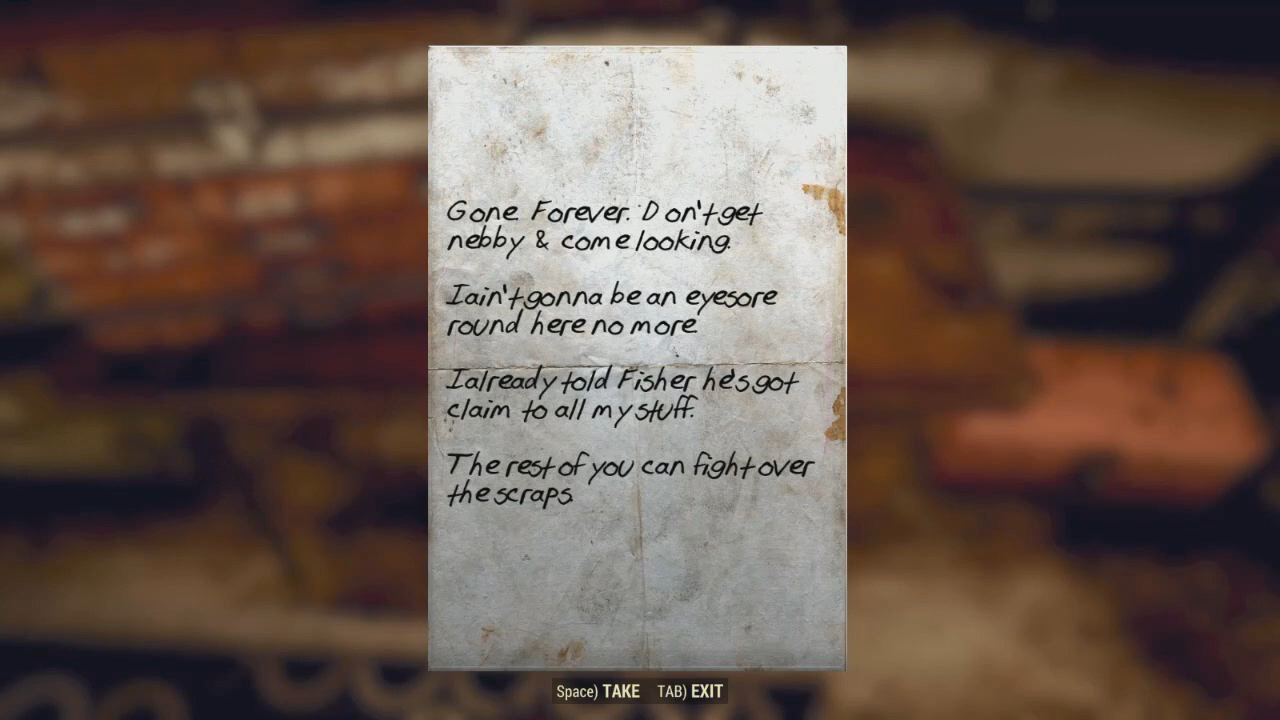 Gone Forever. Don't get
nebby & come looking.
I ain't gonna be an eyesore
round here no more
I already told Fisher he's got
claim to all my stuff.
The rest of you can fight over
the scraps
Space) TAKE TAB) EXIT